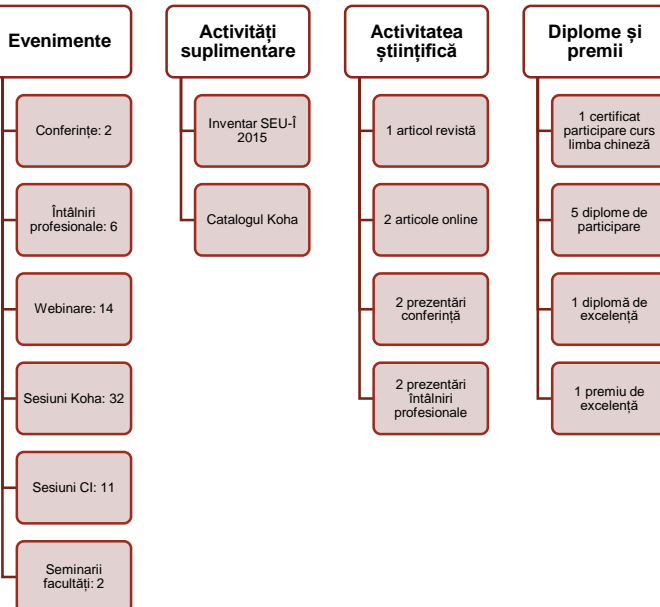 Evenimente
Conferințe: 2
Întâlniri
profesionale: 6
Webinare: 14
Sesiuni Koha: 32
Sesiuni CI: 11
Seminarii
facultăți: 2
Activități
suplimentare
Inventar SEU-Î
2015
Catalogul Koha
Activitatea
științifică
1 articol revistă
2 articole online
2 prezentări
conferință
2 prezentări
întâlniri
profesionale
Diplome și
premii
1 certificat
participare curs
limba chineză
5 diplome de
participare
1 diplomă de
excelență
1 premiu de
excelență